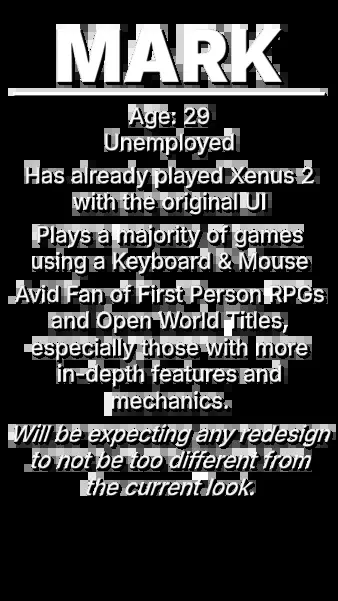 MARK
Age: 29
Unemployed
Has already played Xenus 2
with the original UI
Plays a majority of games
using a Keyboard & Mouse
Avid Fan of First Person RPGs
and Open World Titles,
especially those with more
in-depth features and
mechanics.
Will be expecting any redesign
to not be too different from
the current look.